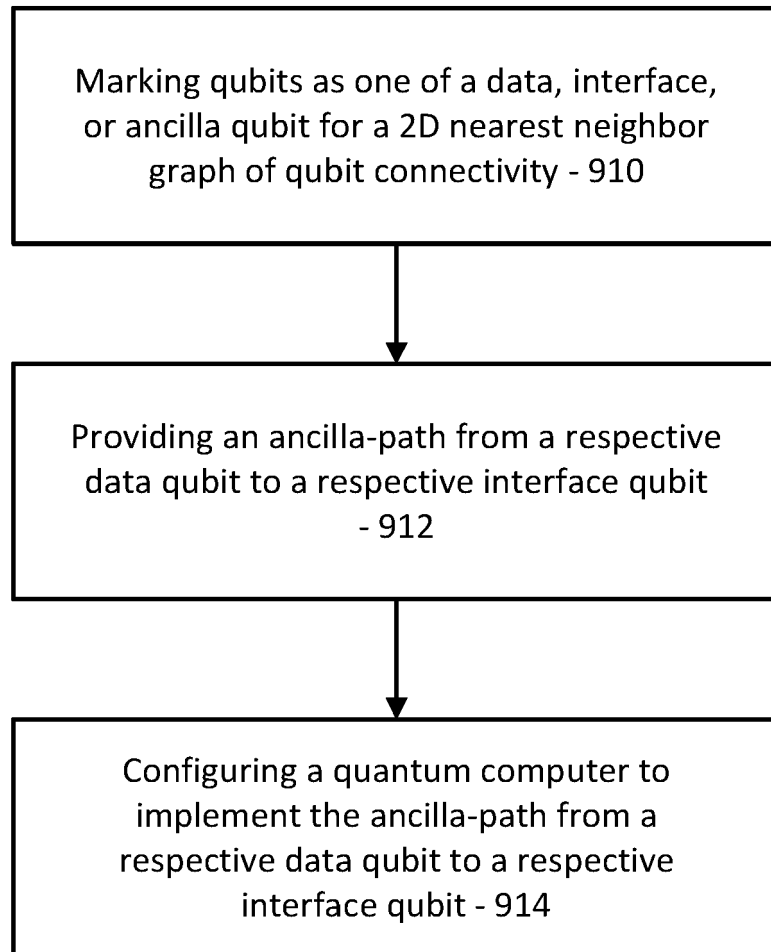 Marking qubits as one of a data, interface,
or ancilla qubit for a 2D nearest neighbor
graph of qubit connectivity - 910
Providing an ancilla-path from a respective
data qubit to a respective interface qubit
- 912
Configuring a quantum computer to
implement the ancilla-path from a
respective data qubit to a respective
interface qubit - 914